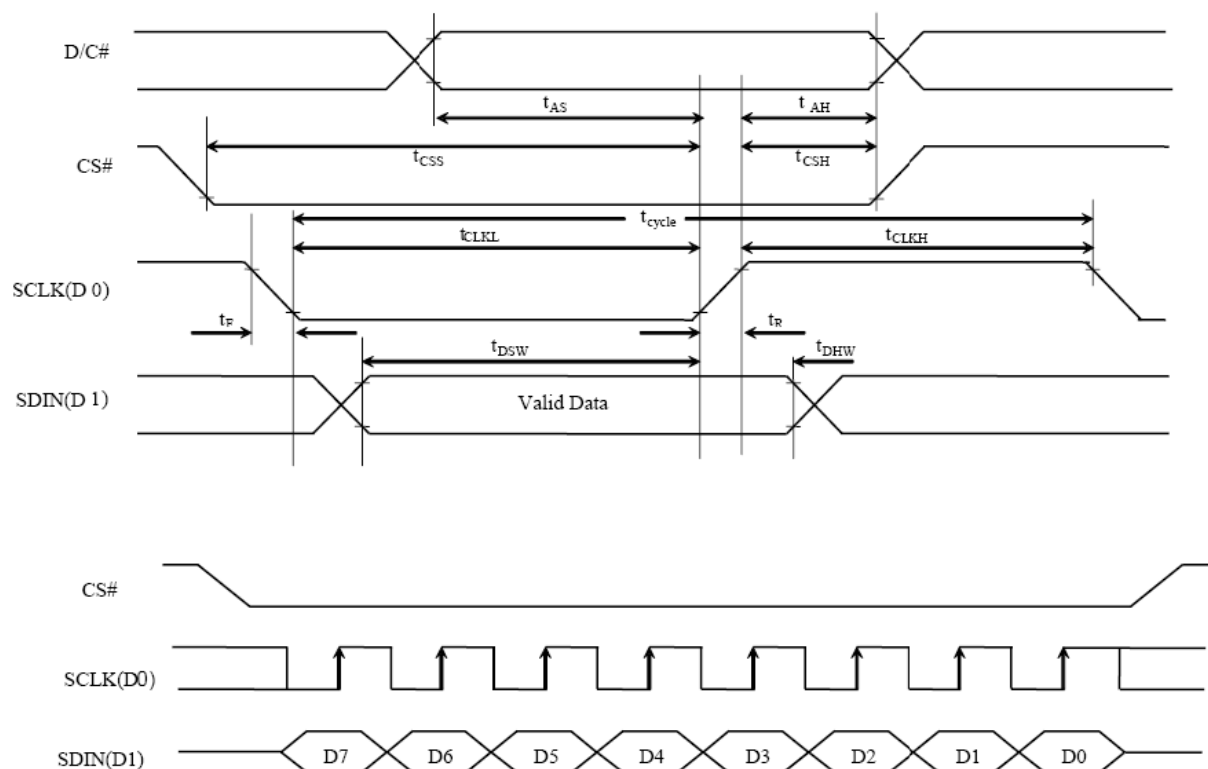 D/C#
tAS
t AH
CS#
tCSS
tCSH
tcycle
tCLKL
tCLKH
SCLK(D 0)
tF
tR
tDSW
tDHW
SDIN(D 1)
Valid Data
CS#
SCLK(D0)
SDIN(D1)
D7 D6 D5 D4 D3 D2 D1 D0